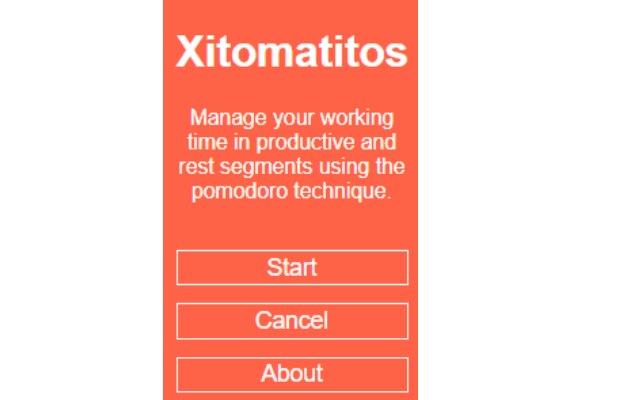 Xitomatitos
Manage your working
time in productive and
rest segments using the
pomodoro technique.
Start
Cancel
About